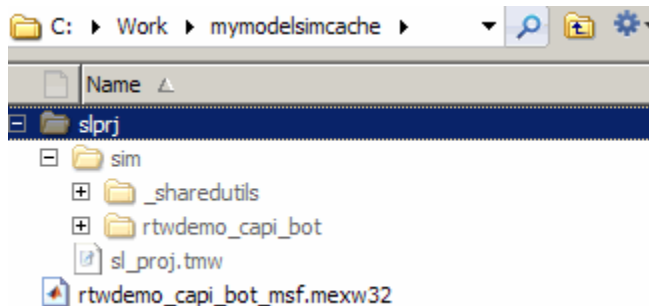 C: Work mymodelsimcache
Name
slprj
sim
_sharedutils
rtwdemo_capi_bot
sl_proj.tmw
rtwdemo_capi_bot_msf.mexw32